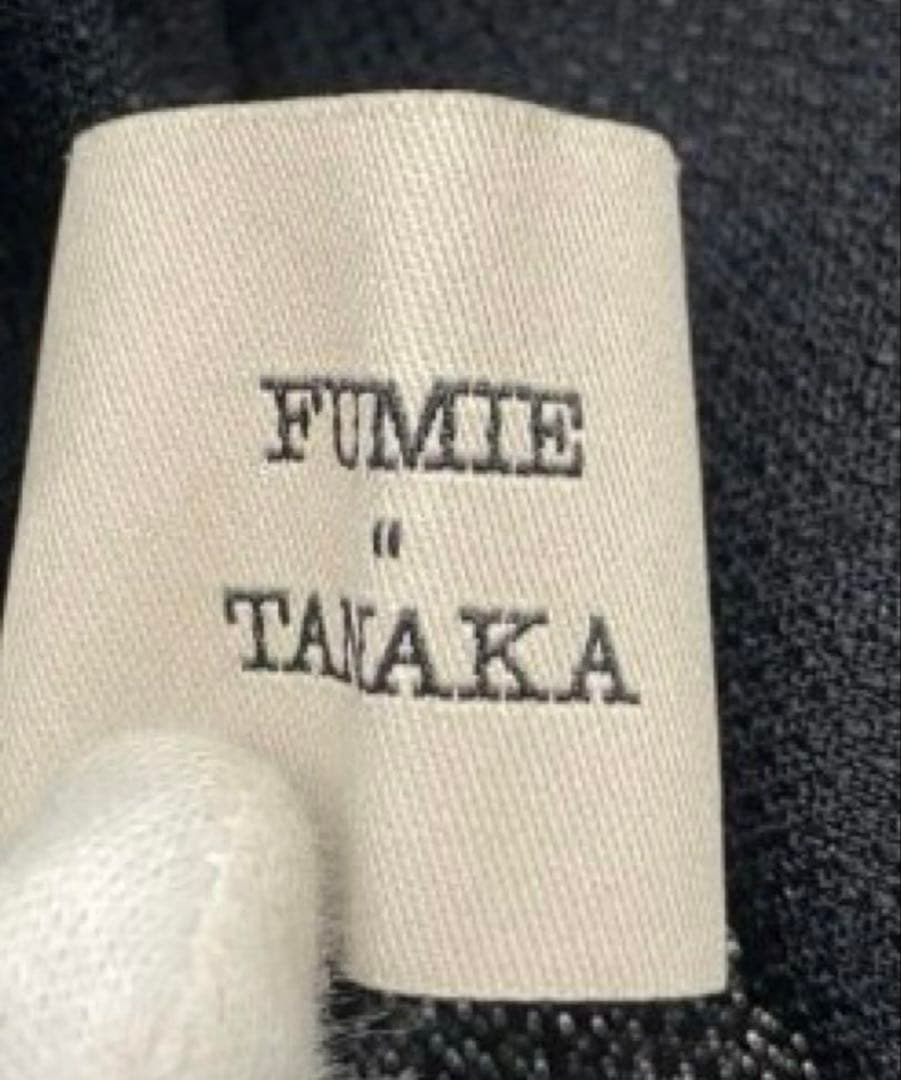 FUMIE
“
TANAKA